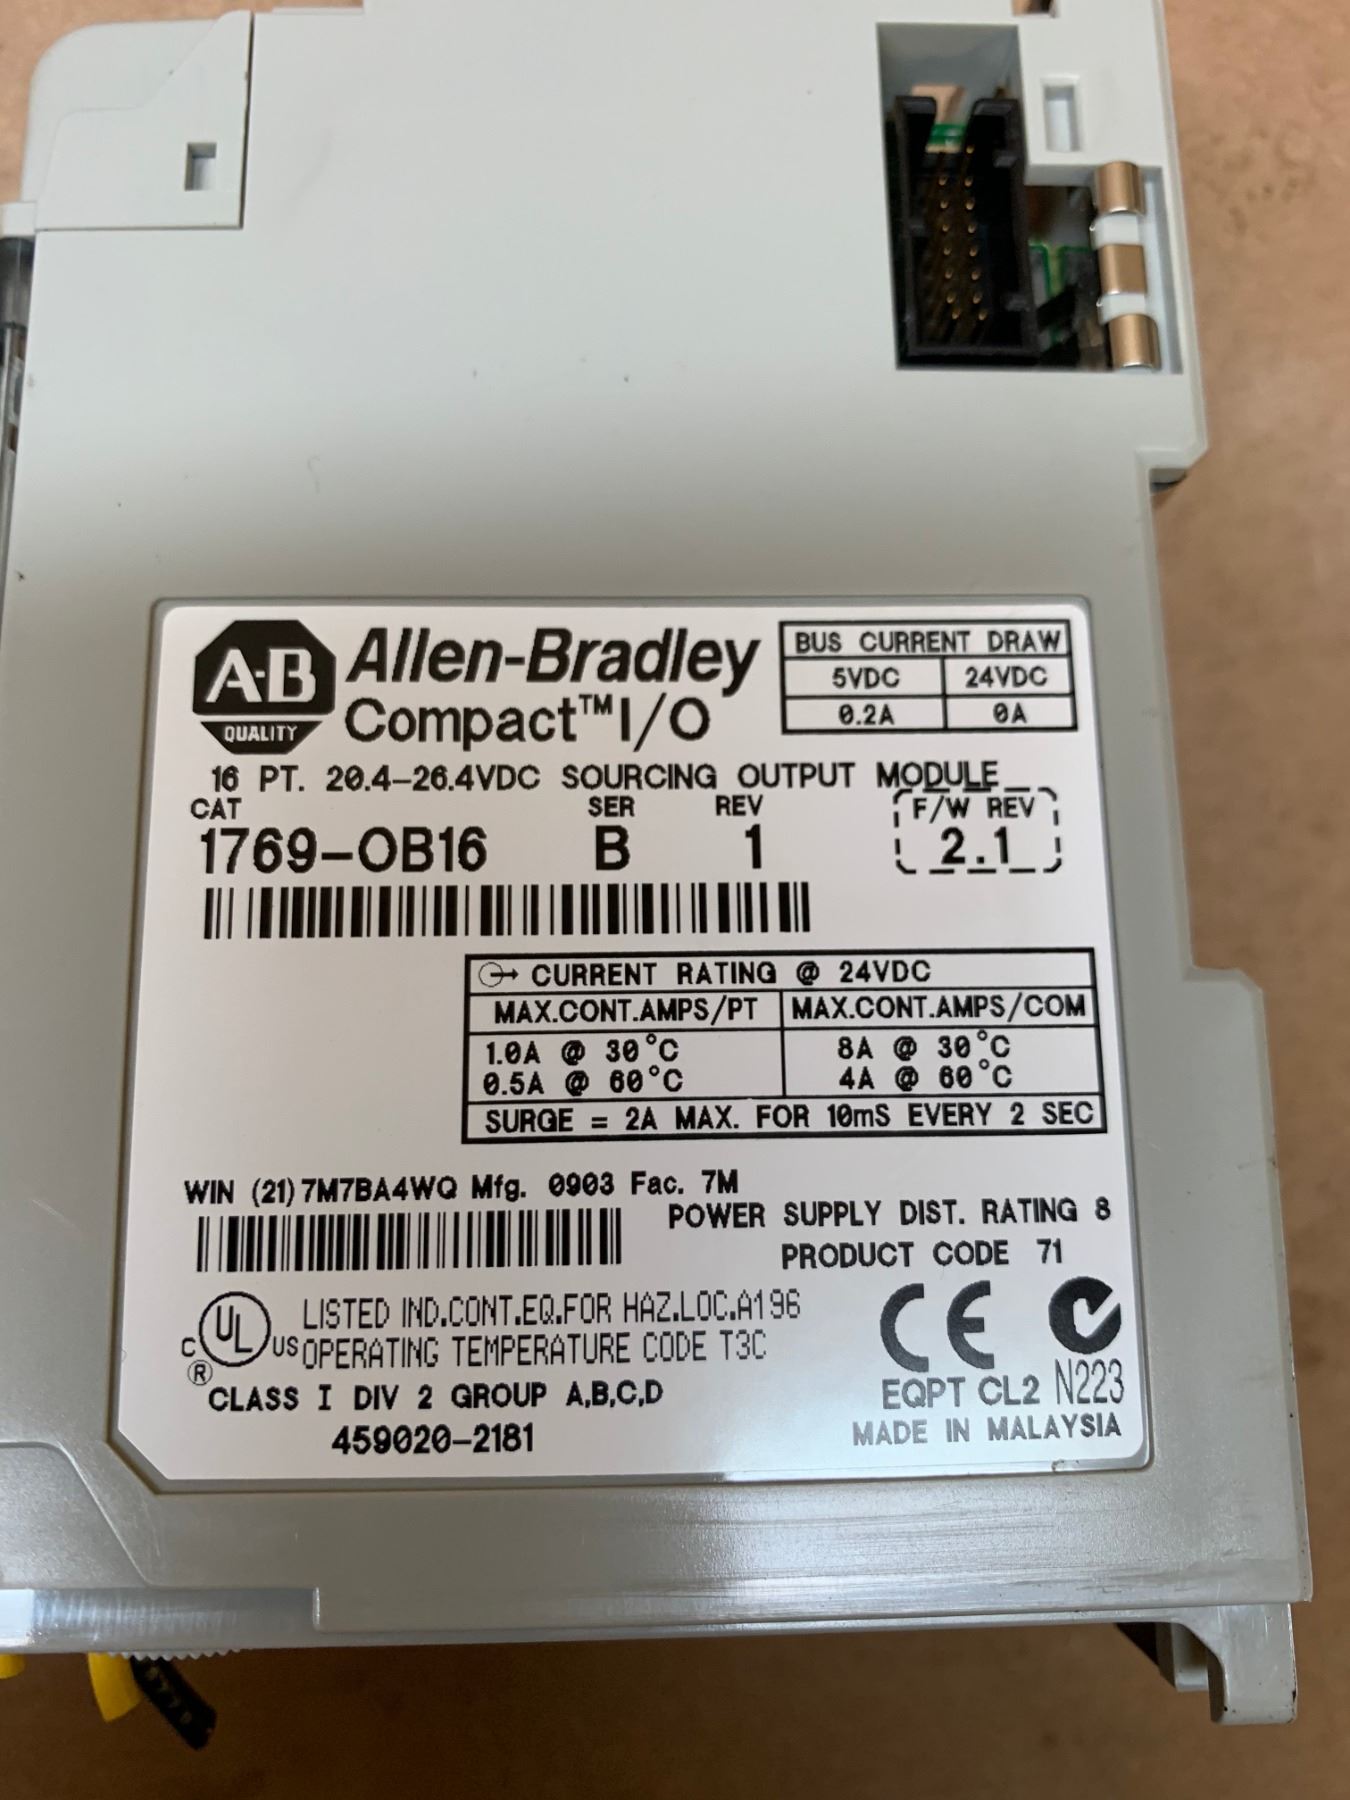 A-B
QUALITY
Allen-Bradley
Compact™ I/O
BUS CURRENT DRAW
5VDC 24VDC
0.2A 0A
16 PT. 20.4-26.4VDC SOURCING OUTPUT MODULE
CAT SER REV F/W REV
1769-OB16 B 1 2.1
CURRENT RATING @ 24VDC
MAX.CONT.AMPS/PT MAX.CONT.AMPS/COM
1.0A @ 30°C 8A @ 30°C
0.5A @ 60°C 4A @ 60°C
SURGE = 2A MAX. FOR 10mS EVERY 2 SEC
WIN (21) 7M7BA4WQ Mfg. 0903 Fac. 7M
POWER SUPPLY DIST. RATING 8
PRODUCT CODE 71
C UL US ®
LISTED IND.CONT.EQ.FOR HAZ.LOC.A196
OPERATING TEMPERATURE CODE T3C
CLASS I DIV 2 GROUP A,B,C,D
459020-2181
CE
EQPT CL2 N223
MADE IN MALAYSIA